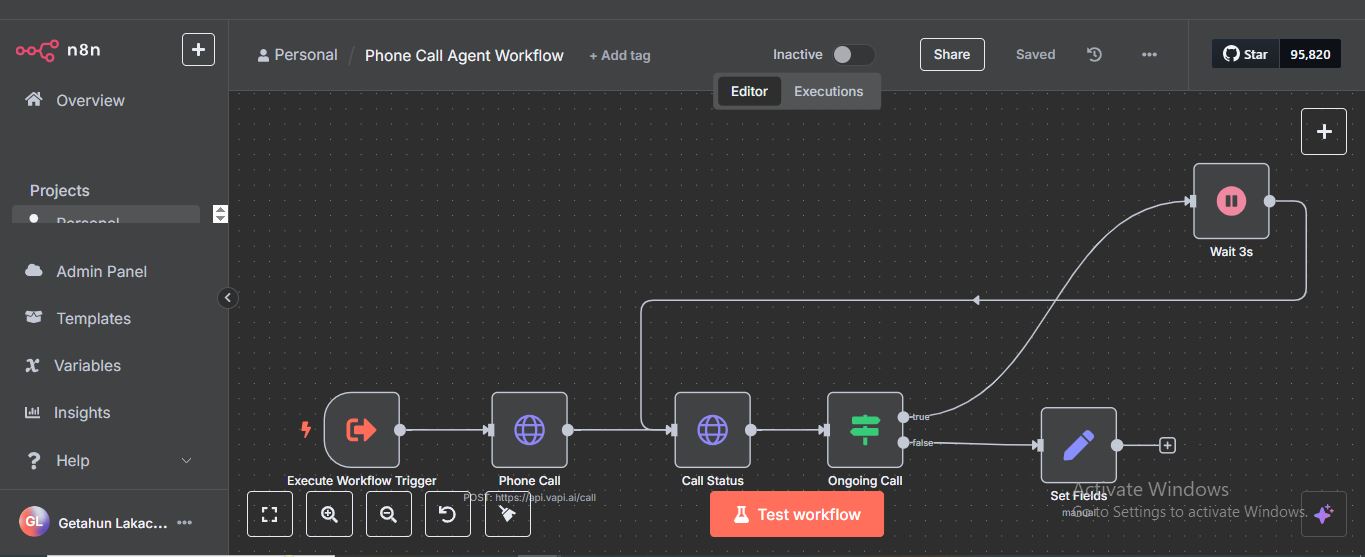 n8n
+
Personal / Phone Call Agent Workflow + Add tag
Inactive
Share
Saved
Star 95,820
Editor Executions
Overview
Projects
Personal
Admin Panel
Templates
Variables
Insights
Help
GL Getahun Lakac...
Wait 3s
true
false
Execute Workflow Trigger
Phone Call
POST: https://api.vapi.ai/call
Call Status
Ongoing Call
Set Fields
manual
Test workflow
Activate Windows
Go to Settings to activate Windows.